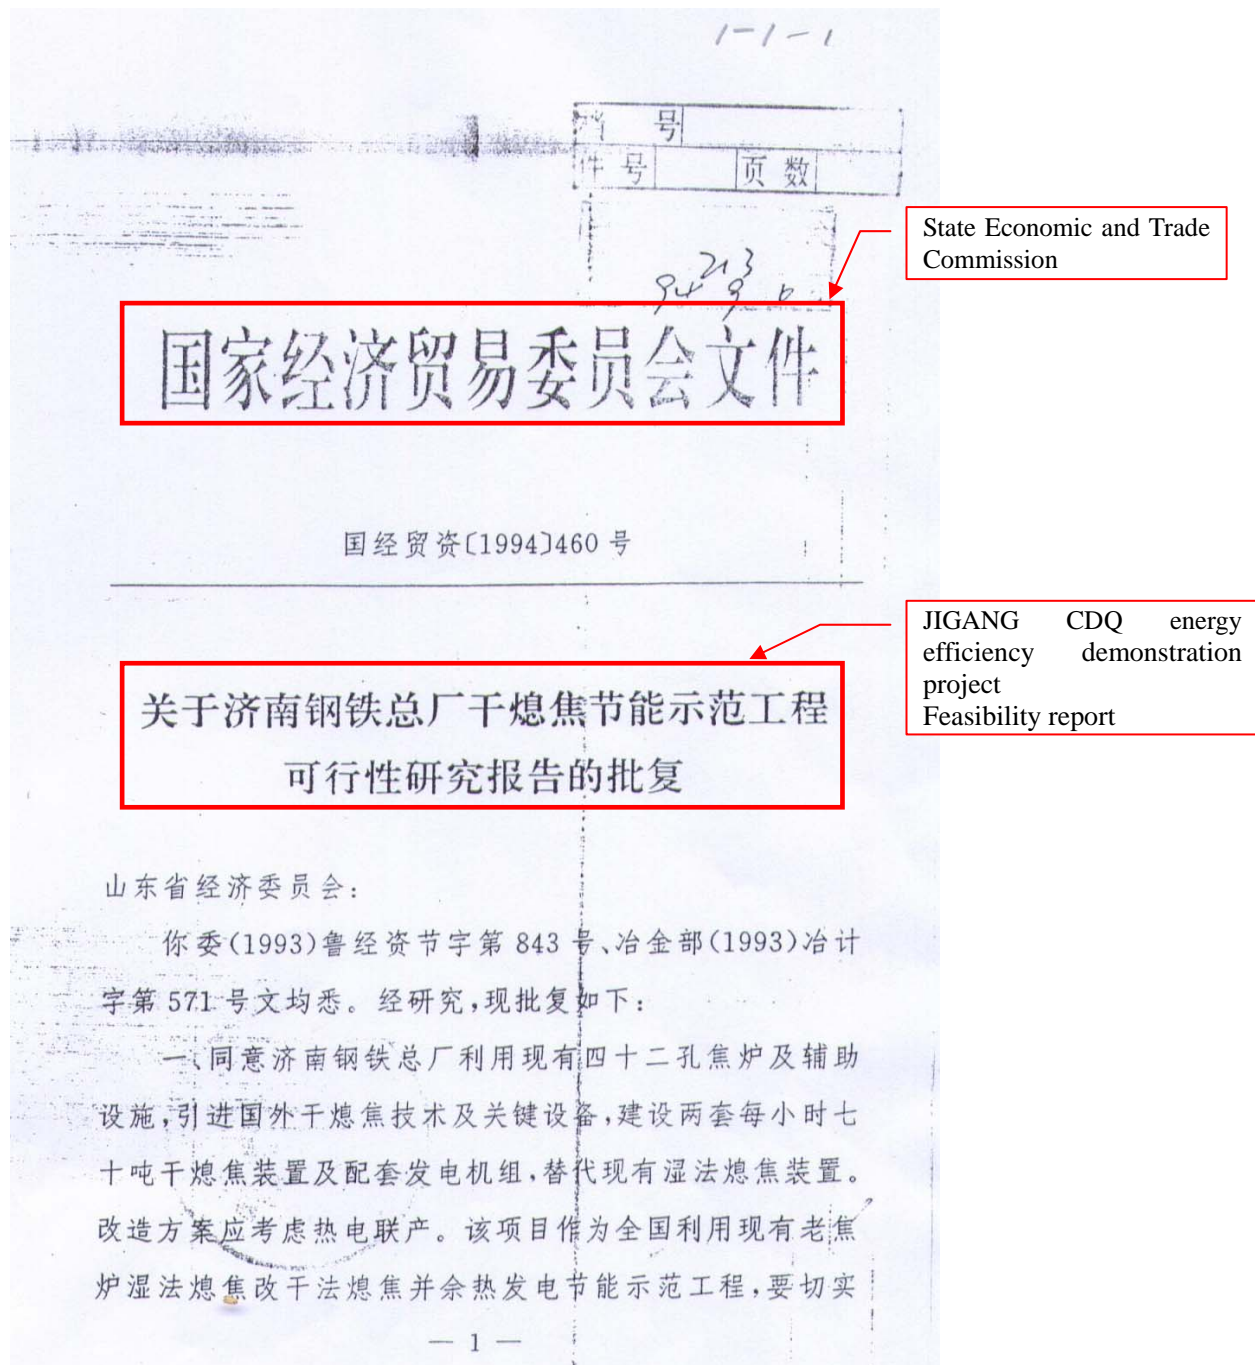 1-1-1
号
件号 页数
213
94 9
State Economic and Trade
Commission
国家经济贸易委员会文件
国经贸资〔1994〕460号
JIGANG CDQ energy
efficiency demonstration
project
Feasibility report
关于济南钢铁总厂干熄焦节能示范工程
可行性研究报告的批复
山东省经济委员会：
你委(1993)鲁经资节字第 843 号、冶金部(1993)冶计
字第 571 号文均悉。经研究，现批复如下：
一、同意济南钢铁总厂利用现有四十二孔焦炉及辅助
设施，引进国外干熄焦技术及关键设备，建设两套每小时七
十吨干熄焦装置及配套发电机组，替代现有湿法熄焦装置。
改造方案应考虑热电联产。该项目作为全国利用现有老焦
炉湿法熄焦改干法熄焦并余热发电节能示范工程，要切实
— 1 —